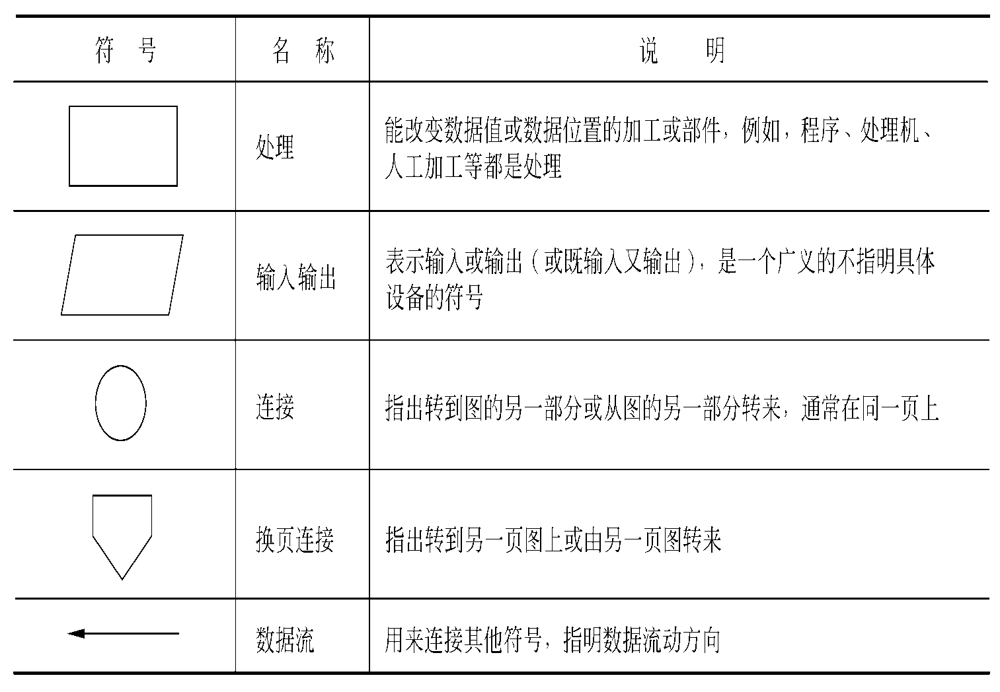 符 号 名 称 说 明
处理
能改变数据值或数据位置的加工或部件，例如，程序、处理机、
人工加工等都是处理
输入输出
表示输入或输出（或既输入又输出），是一个广义的不指明具体
设备的符号
连接
指出转到图的另一部分或从图的另一部分转来，通常在同一页上
换页连接
指出转到另一页图上或由另一页图转来
数据流
用来连接其他符号，指明数据流动方向